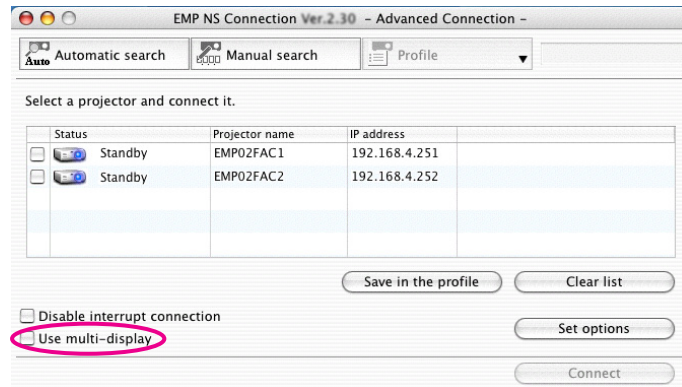 EMP NS Connection Ver.2.30 – Advanced Connection –
Auto Automatic search Manual search Profile
Select a projector and connect it.
Status Projector name IP address
Standby EMP02FAC1 192.168.4.251
Standby EMP02FAC2 192.168.4.252
Save in the profile Clear list
Disable interrupt connection
Use multi-display
Set options
Connect